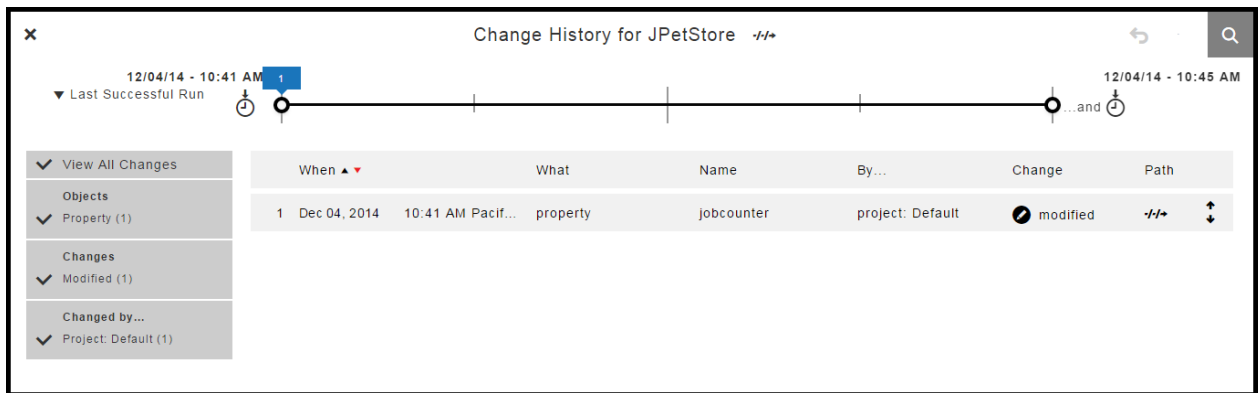 Change History for JPetStore
12/04/14 - 10:41 AM 1 12/04/14 - 10:45 AM
Last Successful Run ...and
View All Changes
When What Name By... Change Path
Objects
Property (1)
1 Dec 04, 2014 10:41 AM Pacif... property jobcounter project: Default modified
Changes
Modified (1)
Changed by...
Project: Default (1)